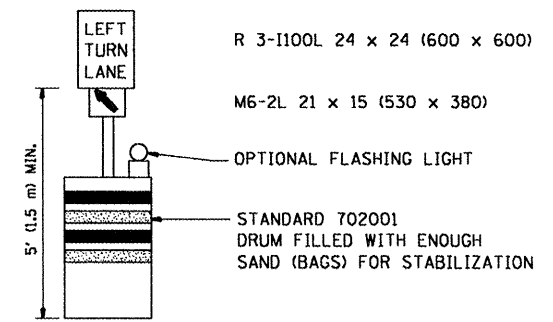 LEFT
TURN
LANE
R 3-I100L 24 x 24 (600 x 600)
M6-2L 21 x 15 (530 x 380)
OPTIONAL FLASHING LIGHT
5' (1.5 m) MIN.
STANDARD 702001
DRUM FILLED WITH ENOUGH
SAND (BAGS) FOR STABILIZATION